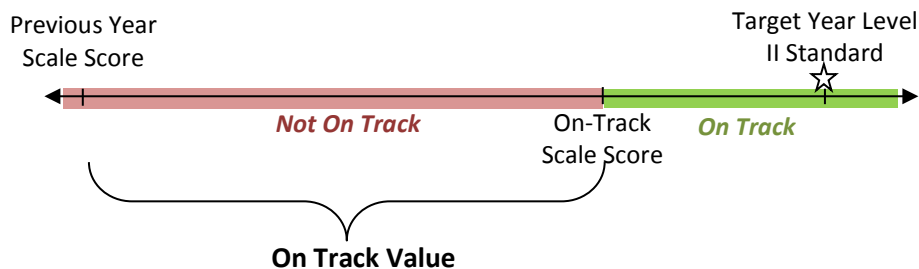 Previous Year
Scale Score
Target Year Level
II Standard
Not On Track
On-Track
Scale Score
On Track
On Track Value